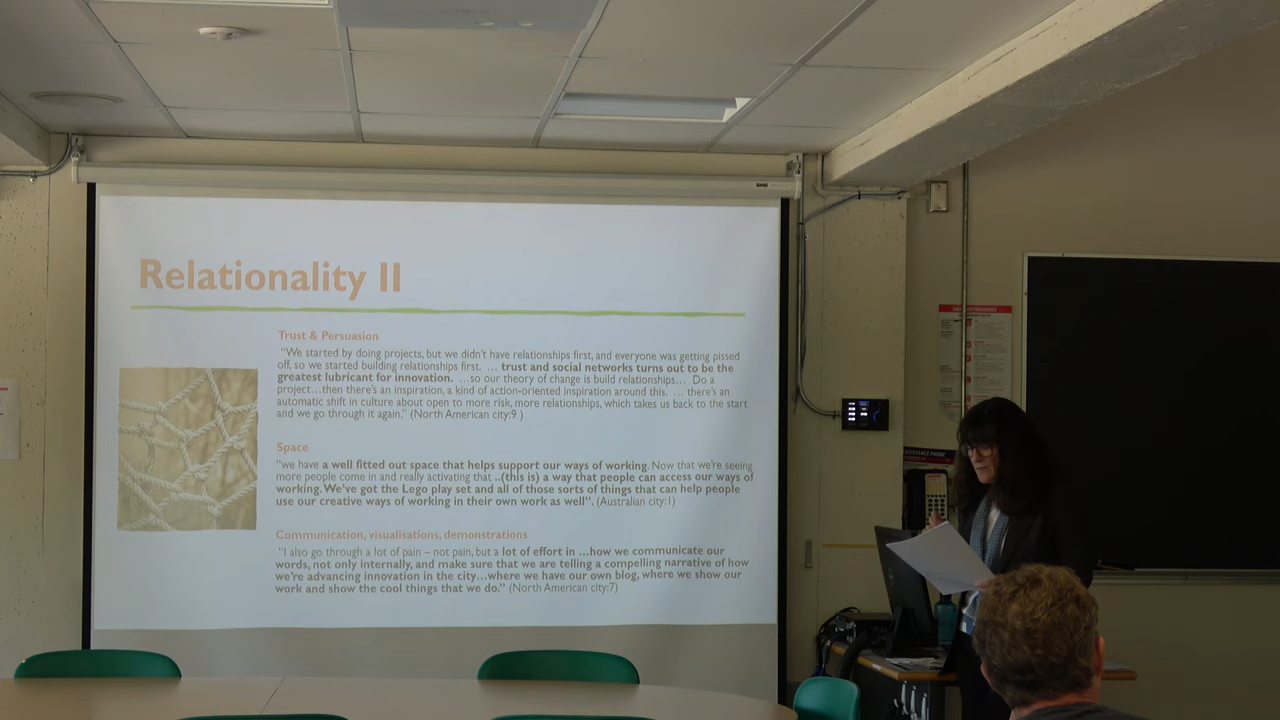 Relationality II
Trust & Persuasion
"We started by doing projects, but we didn't have relationships first, and everyone was getting pissed
off, so we started building relationships first. … trust and social networks turns out to be the
greatest lubricant for innovation. …so our theory of change is build relationships… Do a
project…then there's an inspiration, a kind of action-oriented inspiration around this. … there's an
automatic shift in culture about open to more risk, more relationships, which takes us back to the start
and we go through it again." (North American city:9 )
Space
"we have a well fitted out space that helps support our ways of working. Now that we're seeing
more people come in and really activating that ..(this is) a way that people can access our ways of
working. We've got the Lego play set and all of those sorts of things that can help people
use our creative ways of working in their own work as well". (Australian city:1)
Communication, visualisations, demonstrations
"I also go through a lot of pain – not pain, but a lot of effort in …how we communicate our
words, not only internally, and make sure that we are telling a compelling narrative of how
we're advancing innovation in the city…where we have our own blog, where we show our
work and show the cool things that we do." (North American city:7)
EMERGENCY PROCEDURES
ASSISTANCE PHONE